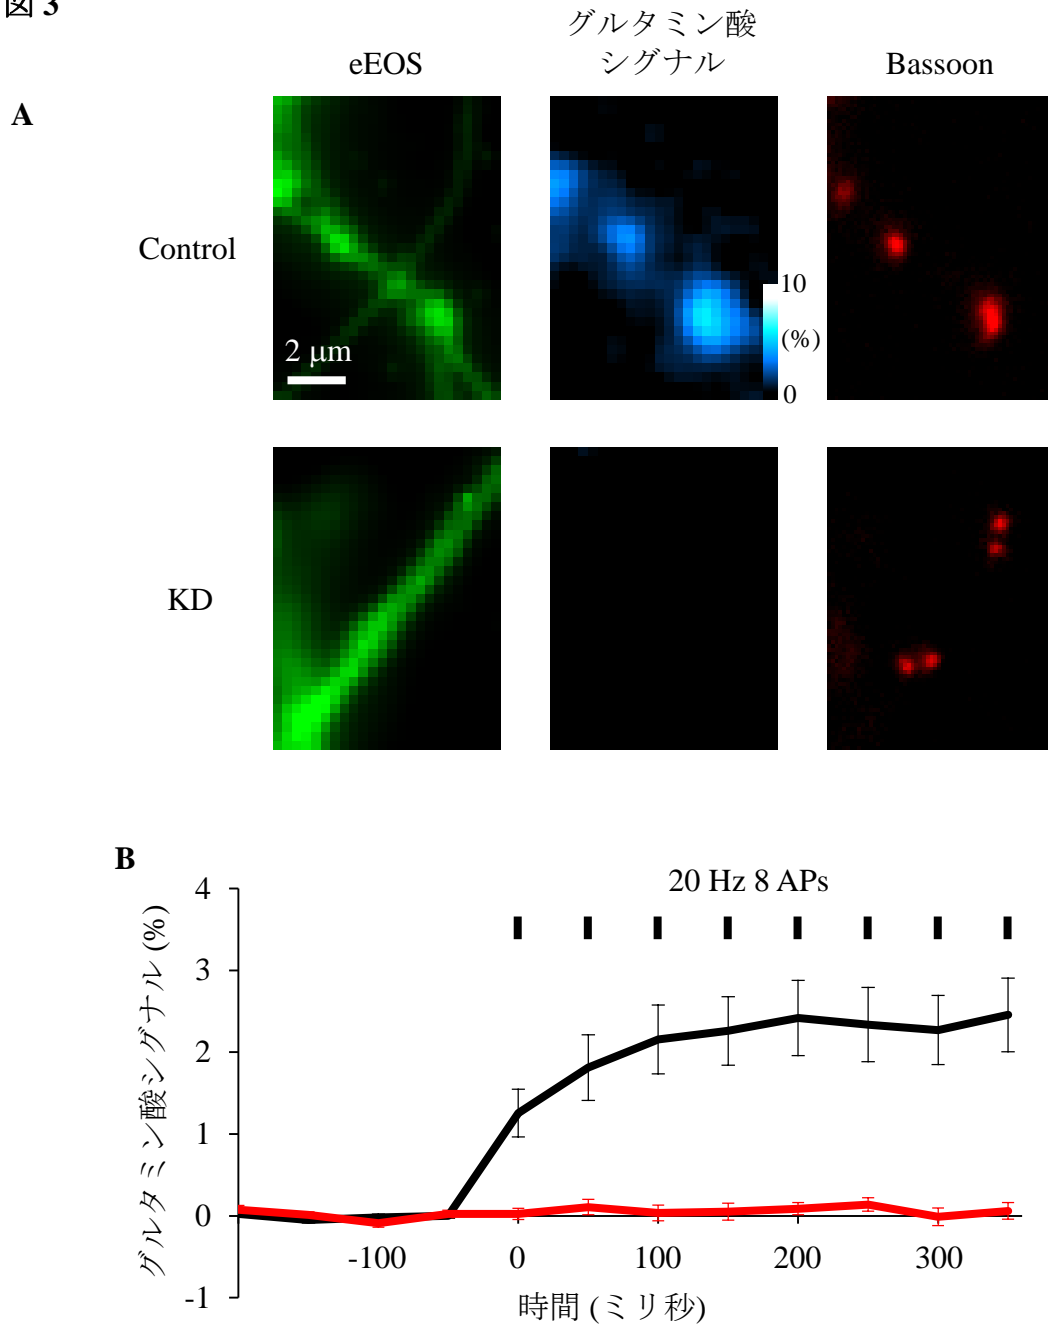 図 3
グルタミン酸
シグナル
eEOS
Bassoon
A
Control
2 μm
10
(%)
0
KD
B
20 Hz 8 APs
グルタミン酸シグナル (%)
4
3
2
1
0
-1
-100
0
100
200
300
時間 (ミリ秒)